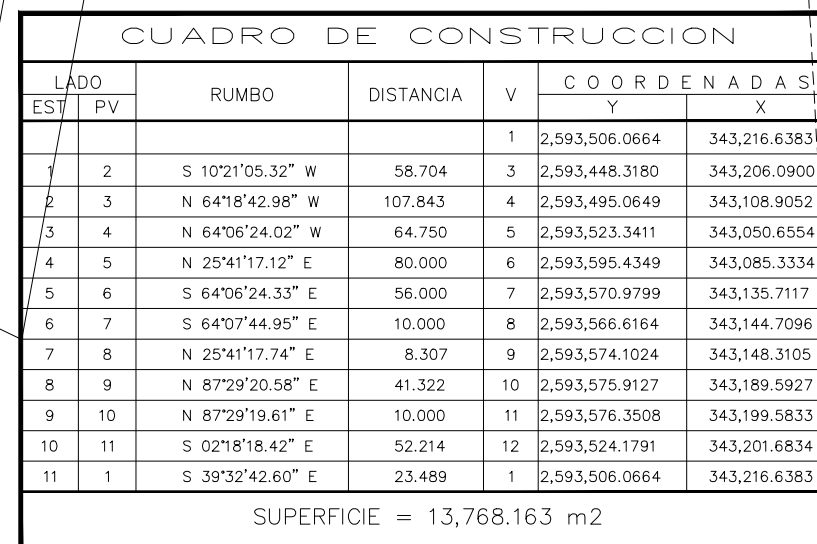 CUADRO DE CONSTRUCCION
LADO RUMBO DISTANCIA V COORDENADAS
EST PV Y X
1 2,593,506.0664 343,216.6383
1 2 S 10°21'05.32" W 58.704 3 2,593,448.3180 343,206.0900
2 3 N 64°18'42.98" W 107.843 4 2,593,495.0649 343,108.9052
3 4 N 64°06'24.02" W 64.750 5 2,593,523.3411 343,050.6554
4 5 N 25°41'17.12" E 80.000 6 2,593,595.4349 343,085.3334
5 6 S 64°06'24.33" E 56.000 7 2,593,570.9799 343,135.7117
6 7 S 64°07'44.95" E 10.000 8 2,593,566.6164 343,144.7096
7 8 N 25°41'17.74" E 8.307 9 2,593,574.1024 343,148.3105
8 9 N 87°29'20.58" E 41.322 10 2,593,575.9127 343,189.5927
9 10 N 87°29'19.61" E 10.000 11 2,593,576.3508 343,199.5833
10 11 S 02°18'18.42" E 52.214 12 2,593,524.1791 343,201.6834
11 1 S 39°32'42.60" E 23.489 1 2,593,506.0664 343,216.6383
SUPERFICIE = 13,768.163 m2